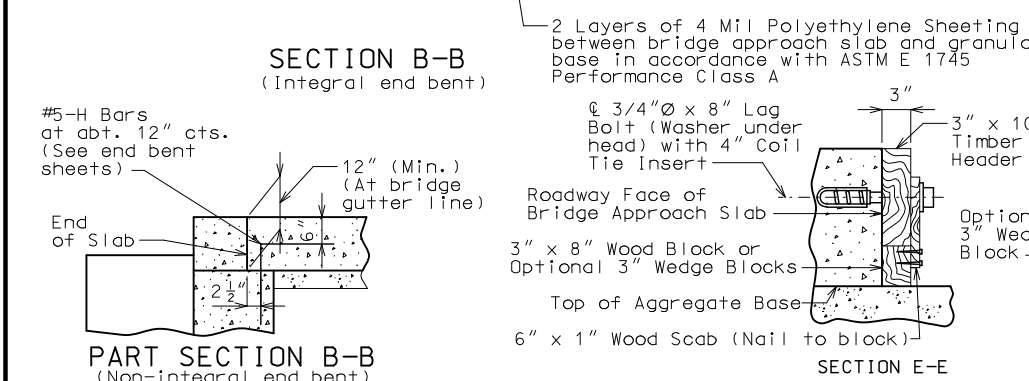 SECTION B-B
(Integral end bent)
#5-H Bars
at abt. 12" cts.
(See end bent
sheets)
12" (Min.)
(At bridge
gutter line)
End
of Slab
6"
2 1/2"
PART SECTION B-B
(Non-integral end bent)
2 Layers of 4 Mil Polyethylene Sheeting
between bridge approach slab and granula
base in accordance with ASTM E 1745
Performance Class A
℄ 3/4"Ø x 8" Lag
Bolt (Washer under
head) with 4" Coil
Tie Insert
3"
3" x 10
Timber
Header
Roadway Face of
Bridge Approach Slab
3" x 8" Wood Block or
Optional 3" Wedge Blocks
Option
3" Wed
Block
Top of Aggregate Base
6" x 1" Wood Scab (Nail to block)
SECTION E-E